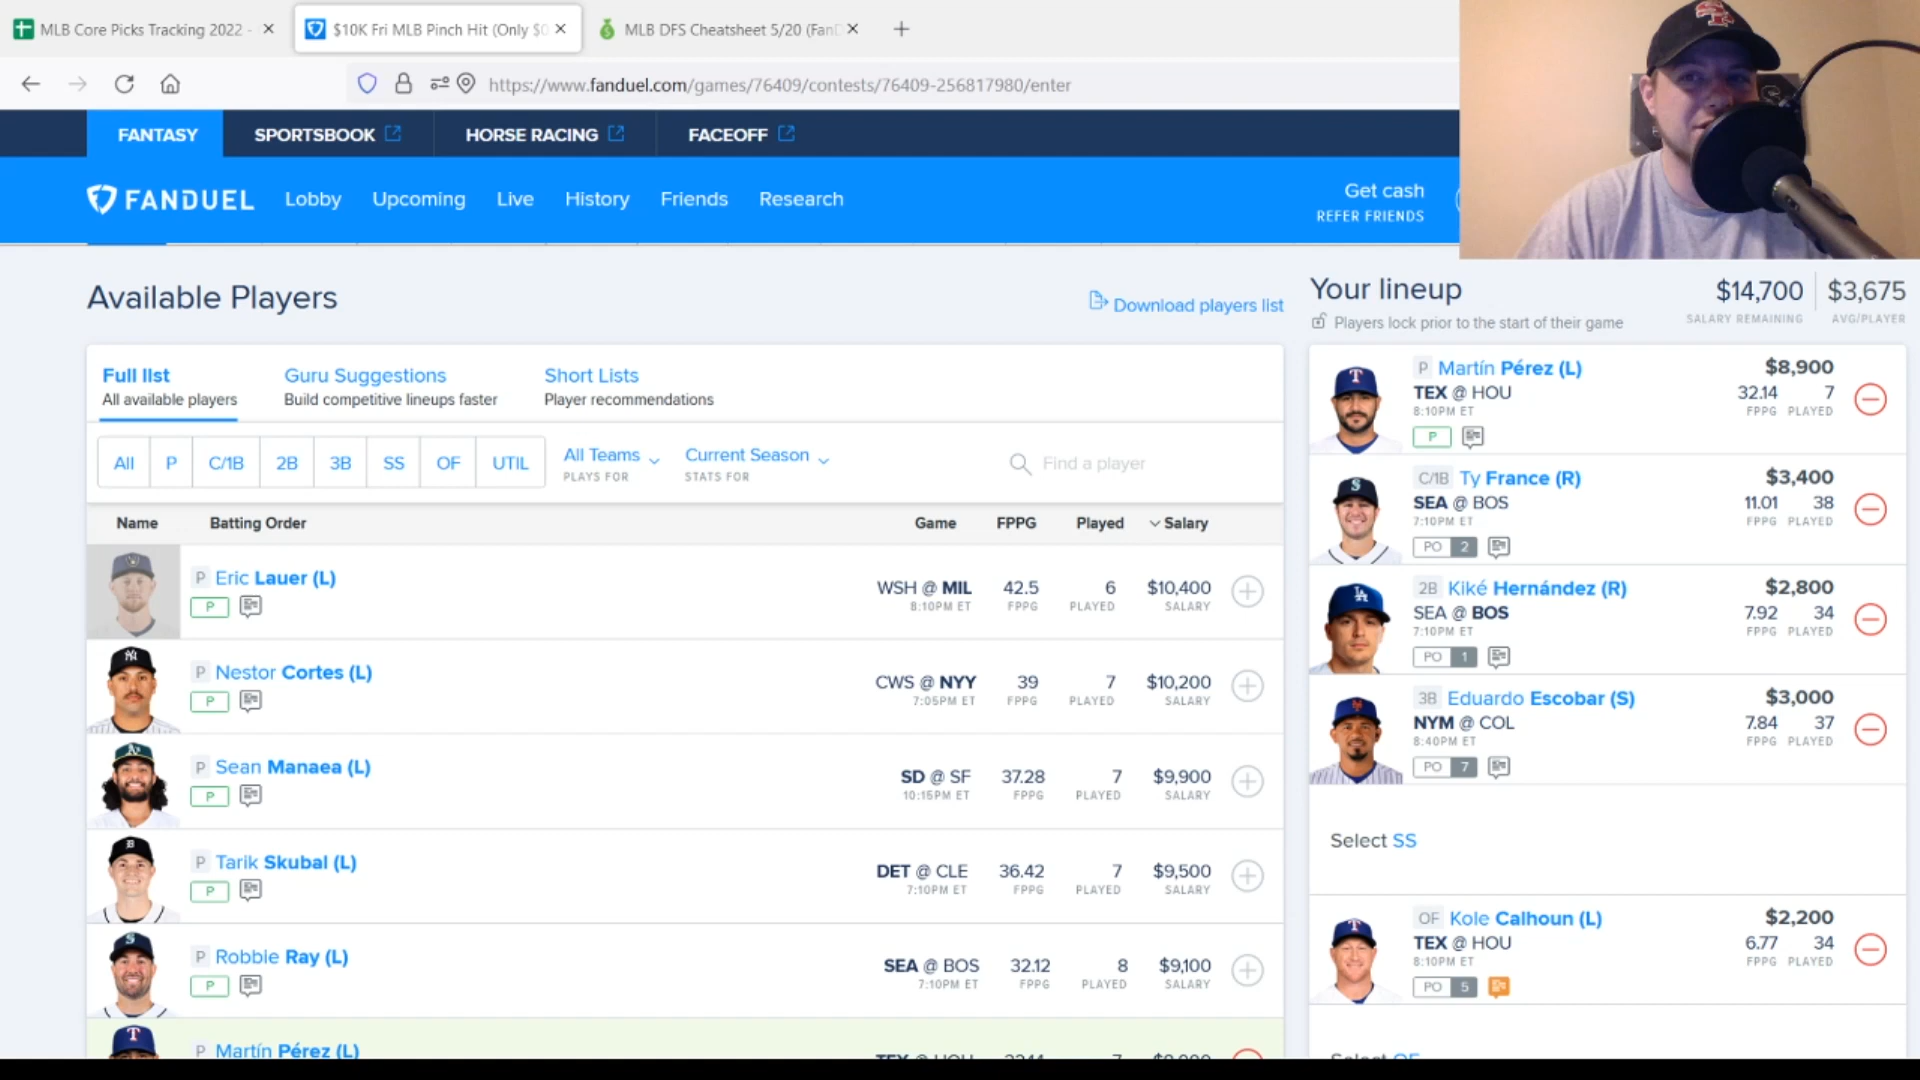 MLB Core Picks Tracking 2022 -
$10K Fri MLB Pinch Hit (Only $0
MLB DFS Cheatsheet 5/20 (FanD
https://www.fanduel.com/games/76409/contests/76409-256817980/enter
FANTASY
SPORTSBOOK
HORSE RACING
FACEOFF
FANDUEL
Lobby
Upcoming
Live
History
Friends
Research
Get cash
REFER FRIENDS
Available Players
Download players list
Full list
All available players
Guru Suggestions
Build competitive lineups faster
Short Lists
Player recommendations
All
P
C/1B
2B
3B
SS
OF
UTIL
All Teams
PLAYS FOR
Current Season
STATS FOR
Find a player
Name Batting Order Game FPPG Played Salary
P Eric Lauer (L)
P
WSH @ MIL 42.5 6 $10,400
8:10PM ET FPPG PLAYED SALARY
P Nestor Cortes (L)
P
CWS @ NYY 39 7 $10,200
7:05PM ET FPPG PLAYED SALARY
P Sean Manaea (L)
P
SD @ SF 37.28 7 $9,900
10:15PM ET FPPG PLAYED SALARY
P Tarik Skubal (L)
P
DET @ CLE 36.42 7 $9,500
7:10PM ET FPPG PLAYED SALARY
P Robbie Ray (L)
P
SEA @ BOS 32.12 8 $9,100
7:10PM ET FPPG PLAYED SALARY
P Martín Pérez (L)
TEX @ HOU
Your lineup
Players lock prior to the start of their game
$14,700
SALARY REMAINING
$3,675
AVG/PLAYER
P Martín Pérez (L) $8,900
TEX @ HOU 32.14 7
8:10PM ET FPPG PLAYED
P
C/1B Ty France (R) $3,400
SEA @ BOS 11.01 38
7:10PM ET FPPG PLAYED
PO 2
2B Kiké Hernández (R) $2,800
SEA @ BOS 7.92 34
7:10PM ET FPPG PLAYED
PO 1
3B Eduardo Escobar (S) $3,000
NYM @ COL 7.84 37
8:40PM ET FPPG PLAYED
PO 7
Select SS
OF Kole Calhoun (L) $2,200
TEX @ HOU 6.77 34
8:10PM ET FPPG PLAYED
PO 5
Select OF